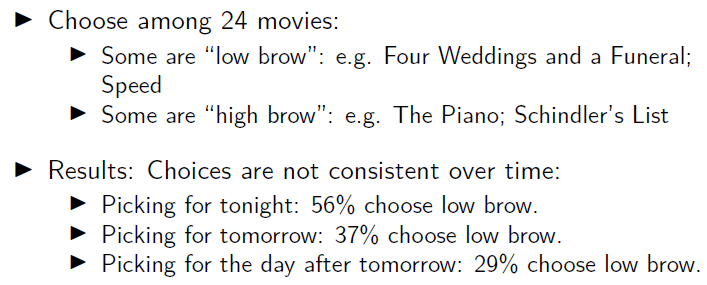 ▶ Choose among 24 movies:
▶ Some are “low brow”: e.g. Four Weddings and a Funeral;
Speed
▶ Some are “high brow”: e.g. The Piano; Schindler’s List
▶ Results: Choices are not consistent over time:
▶ Picking for tonight: 56% choose low brow.
▶ Picking for tomorrow: 37% choose low brow.
▶ Picking for the day after tomorrow: 29% choose low brow.